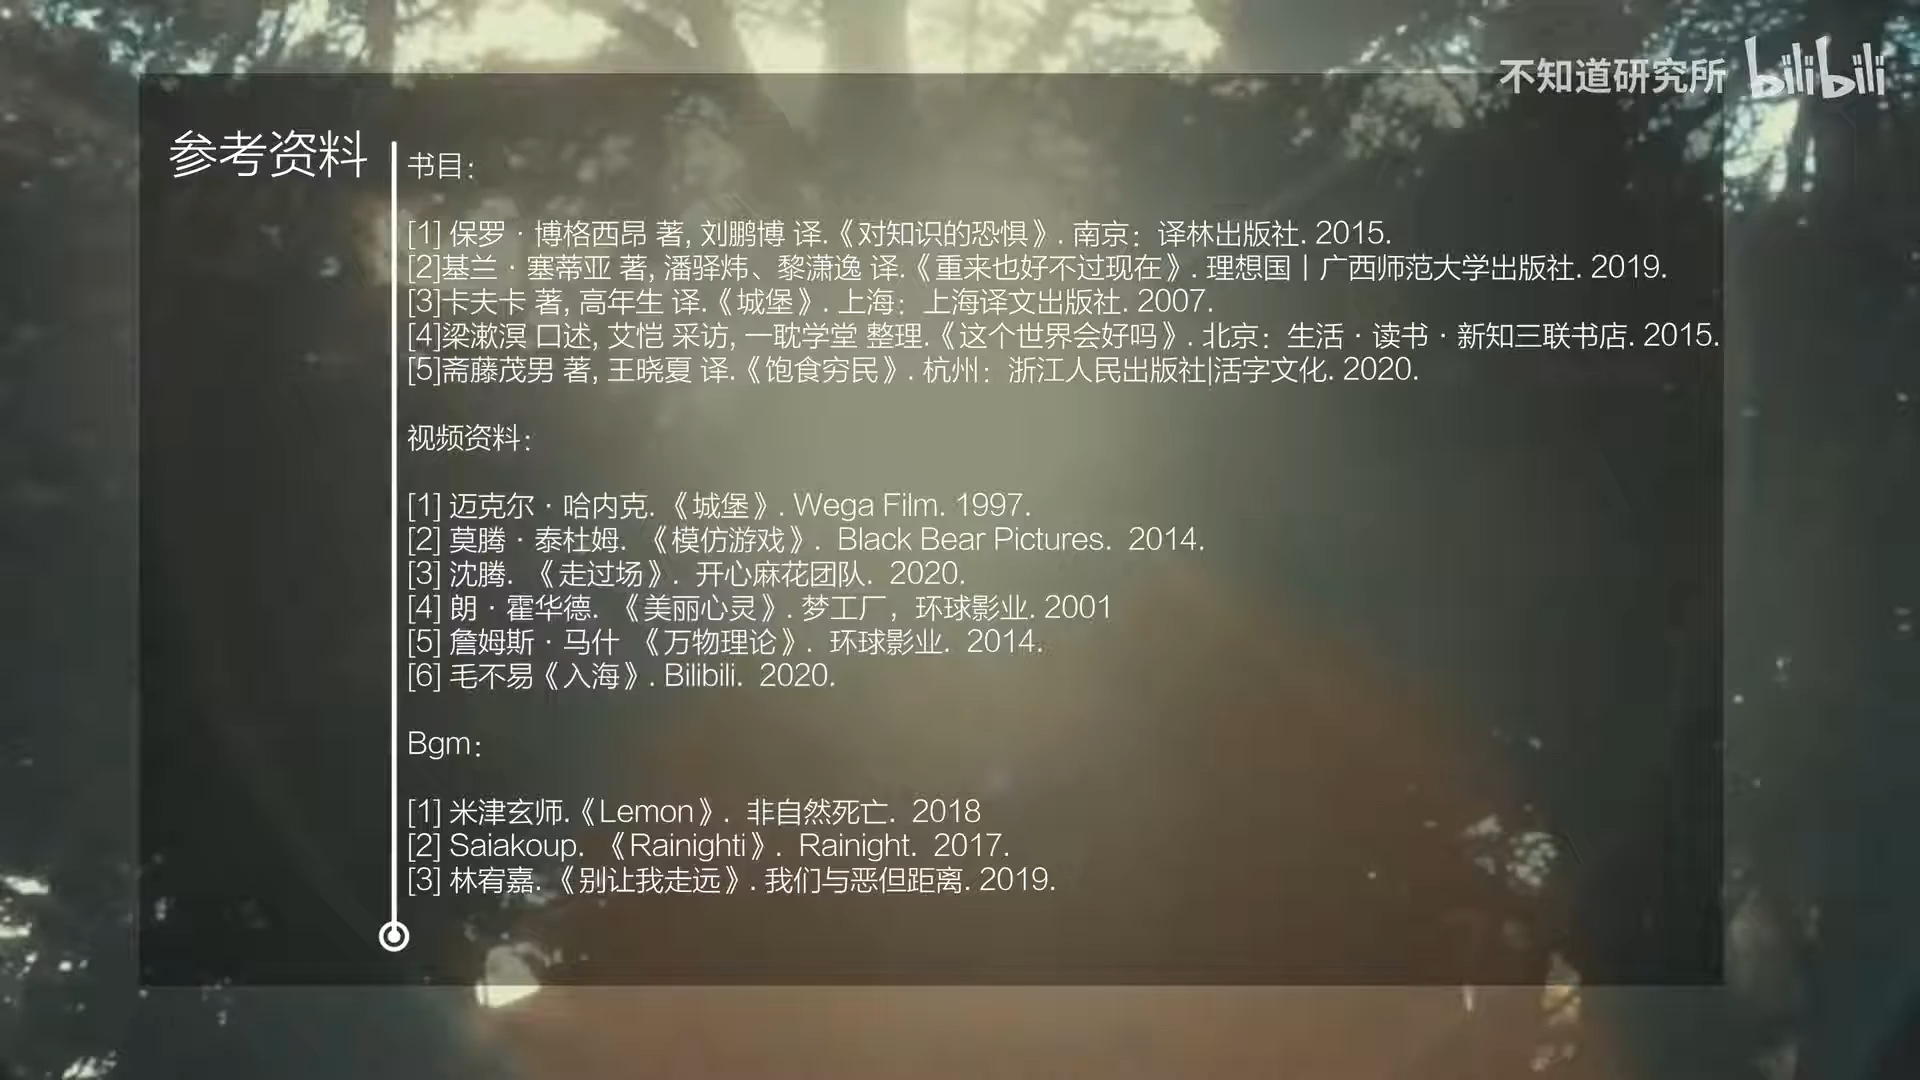 不知道研究所 bilibili
参考资料
书目：
[1] 保罗·博格西昂 著, 刘鹏博 译.《对知识的恐惧》. 南京：译林出版社. 2015.
[2]基兰·塞蒂亚 著, 潘驿炜、黎潇逸 译.《重来也好不过现在》. 理想国丨广西师范大学出版社. 2019.
[3]卡夫卡 著, 高年生 译.《城堡》. 上海：上海译文出版社. 2007.
[4]梁漱溟 口述, 艾恺 采访, 一耽学堂 整理.《这个世界会好吗》. 北京：生活·读书·新知三联书店. 2015.
[5]斋藤茂男 著, 王晓夏 译.《饱食穷民》. 杭州：浙江人民出版社|活字文化. 2020.
视频资料：
[1] 迈克尔·哈内克.《城堡》. Wega Film. 1997.
[2] 莫腾·泰杜姆. 《模仿游戏》. Black Bear Pictures. 2014.
[3] 沈腾. 《走过场》. 开心麻花团队. 2020.
[4] 朗·霍华德. 《美丽心灵》. 梦工厂，环球影业. 2001
[5] 詹姆斯·马什 《万物理论》. 环球影业. 2014.
[6] 毛不易《入海》. Bilibili. 2020.
Bgm：
[1] 米津玄师.《Lemon》. 非自然死亡. 2018
[2] Saiakoup. 《Rainighti》. Rainight. 2017.
[3] 林宥嘉.《别让我走远》. 我们与恶但距离. 2019.